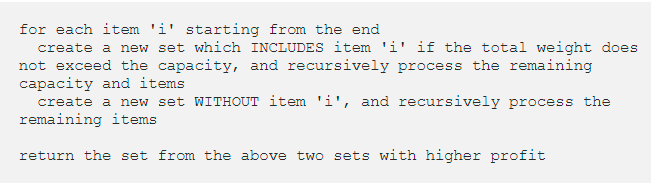 for each item 'i' starting from the end
  create a new set which INCLUDES item 'i' if the total weight does
not exceed the capacity, and recursively process the remaining
capacity and items
  create a new set WITHOUT item 'i', and recursively process the
remaining items

return the set from the above two sets with higher profit